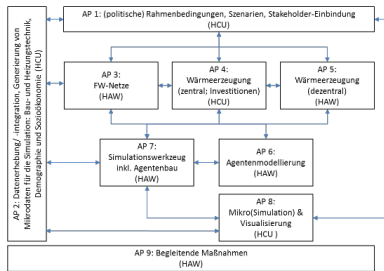 AP 1: (politische) Rahmenbedingungen, Szenarien, Stakeholder-Einbindung
(HCU)
AP 2: Datenerhebung/ -integration, Generierung von
Mikrodaten für die Simulation: Bau- und Heizungstechnik,
Demographie und Sozioökonomie (HCU)
AP 3:
FW-Netze
(HAW)
AP 4:
Wärmeerzeugung
(zentral; Investitionen)
(HCU)
AP 5:
Wärmeerzeugung
(dezentral)
(HAW)
AP 7:
Simulationswerkzeug
inkl. Agentenbau
(HAW)
AP 6:
Agentenmodellierung
(HAW)
AP 8:
Mikro(Simulation) &
Visualisierung
(HCU )
AP 9: Begleitende Maßnahmen
(HAW)